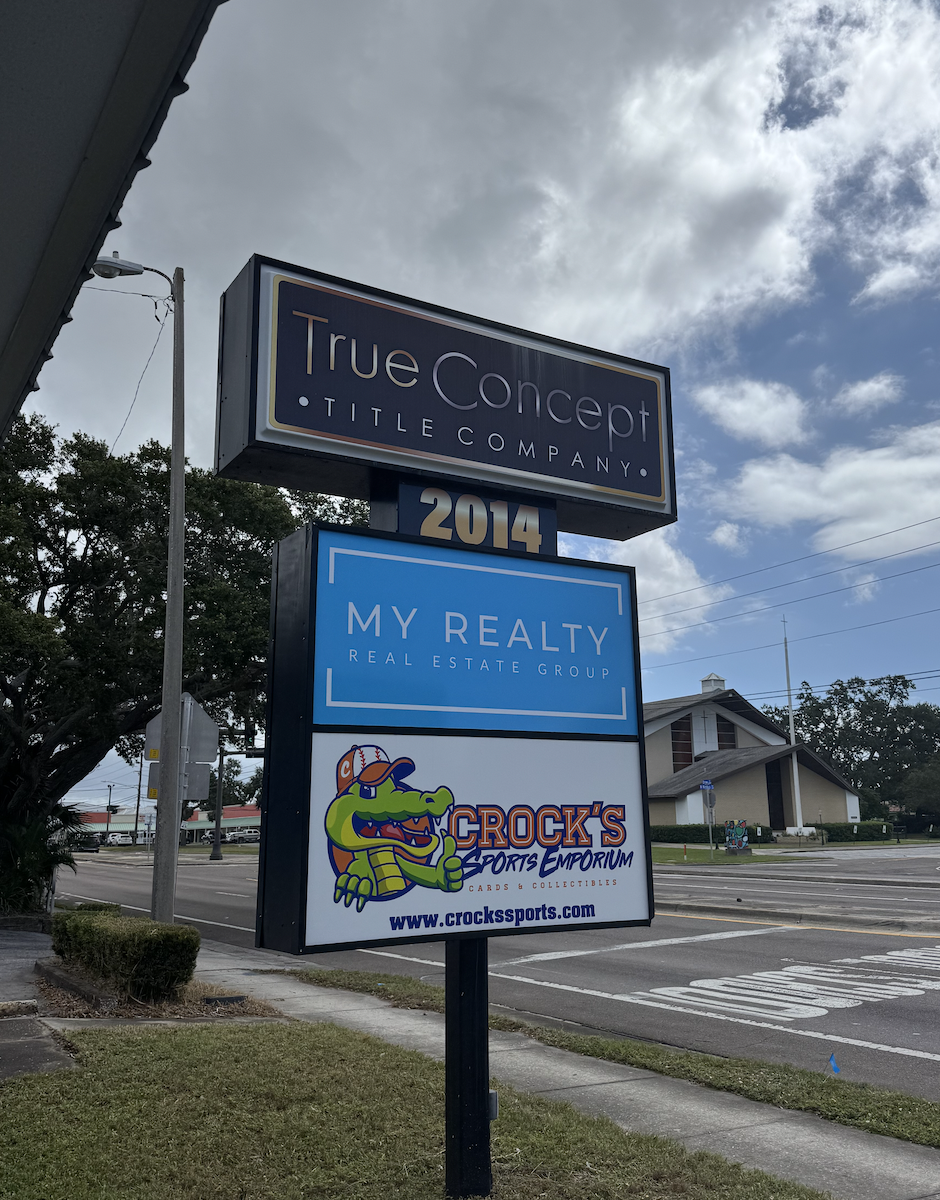 True Concept
• TITLE COMPANY •
2014
MY REALTY
REAL ESTATE GROUP
C
CROCK'S
SPORTS EMPORIUM
CARDS & COLLECTIBLES
www.crockssports.com